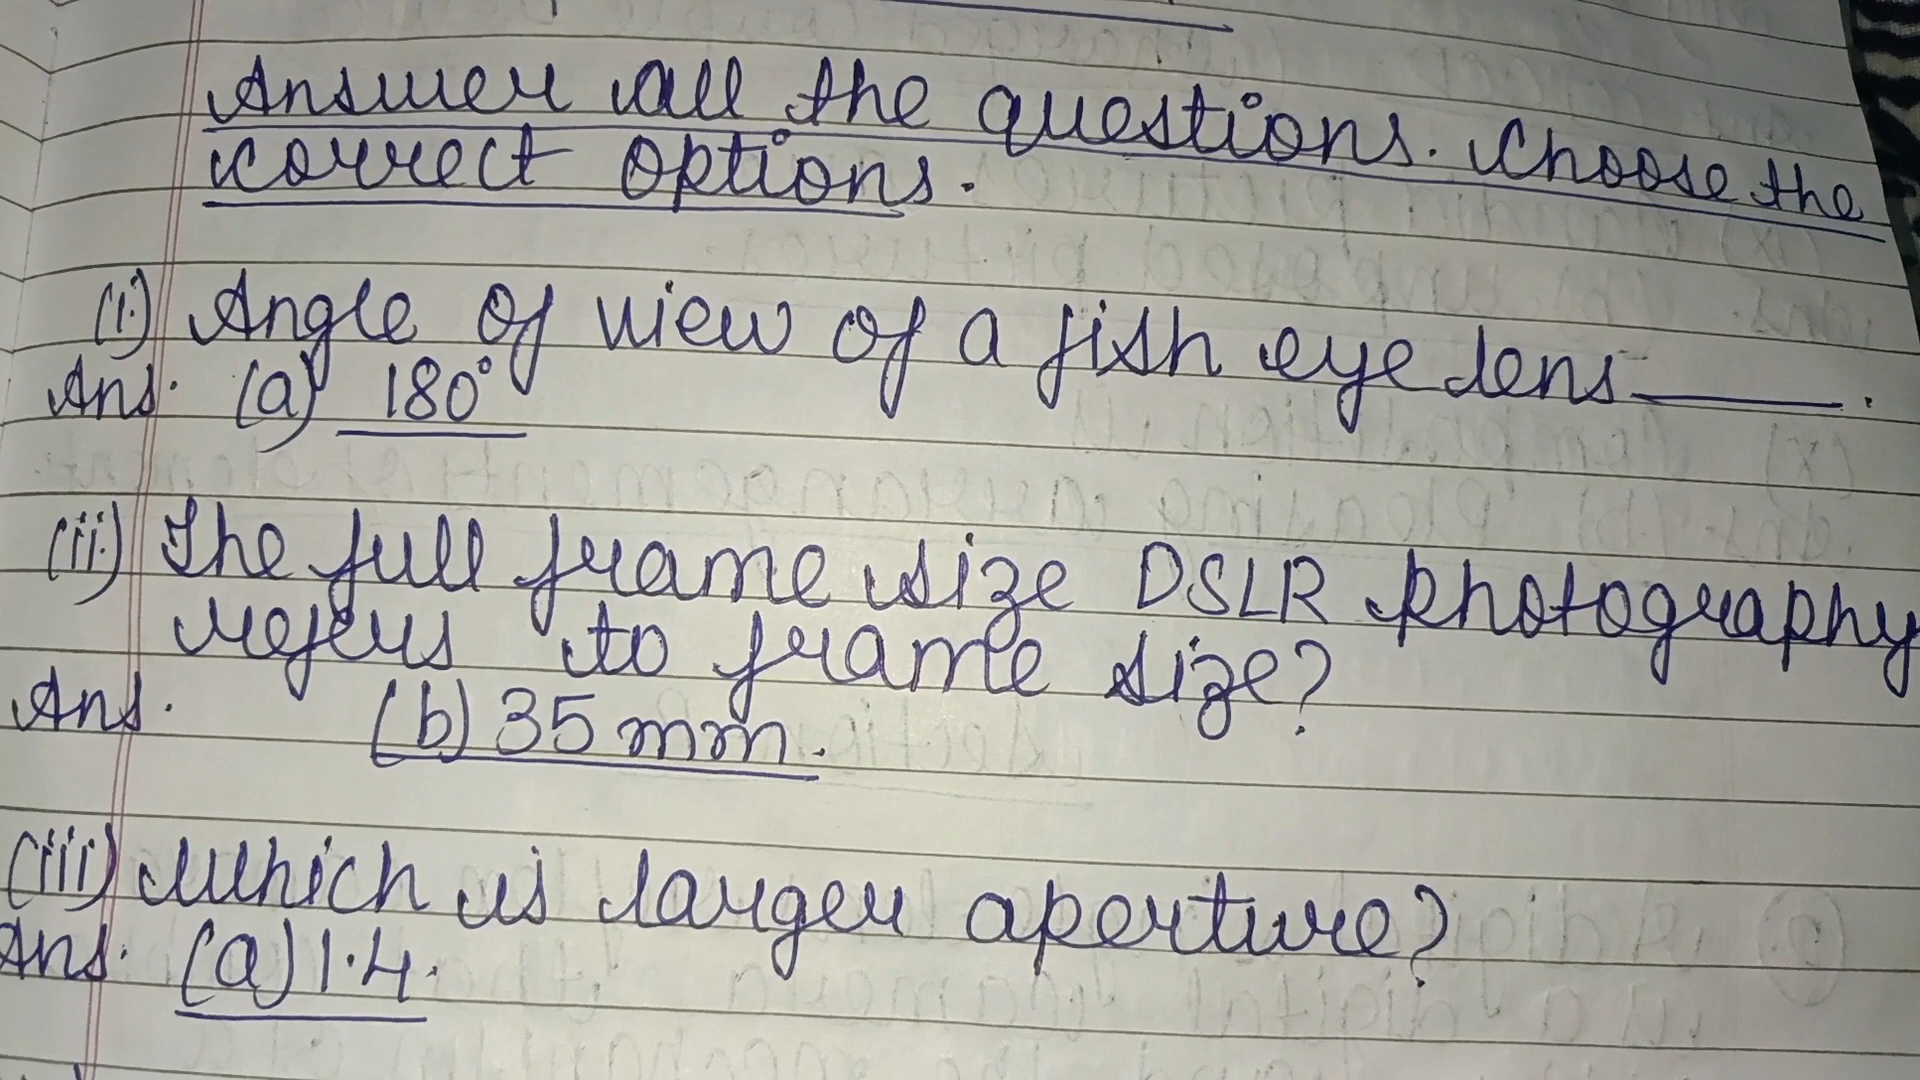 Answer all the questions. Choose the
correct options.
(i) Angle of view of a fish eye lens ____.
Ans. (a) 180°
(ii) The full frame size DSLR photography
refers to frame size?
Ans. (b) 35mm.
(iii) Which is larger aperture?
Ans. (a) 1.4.